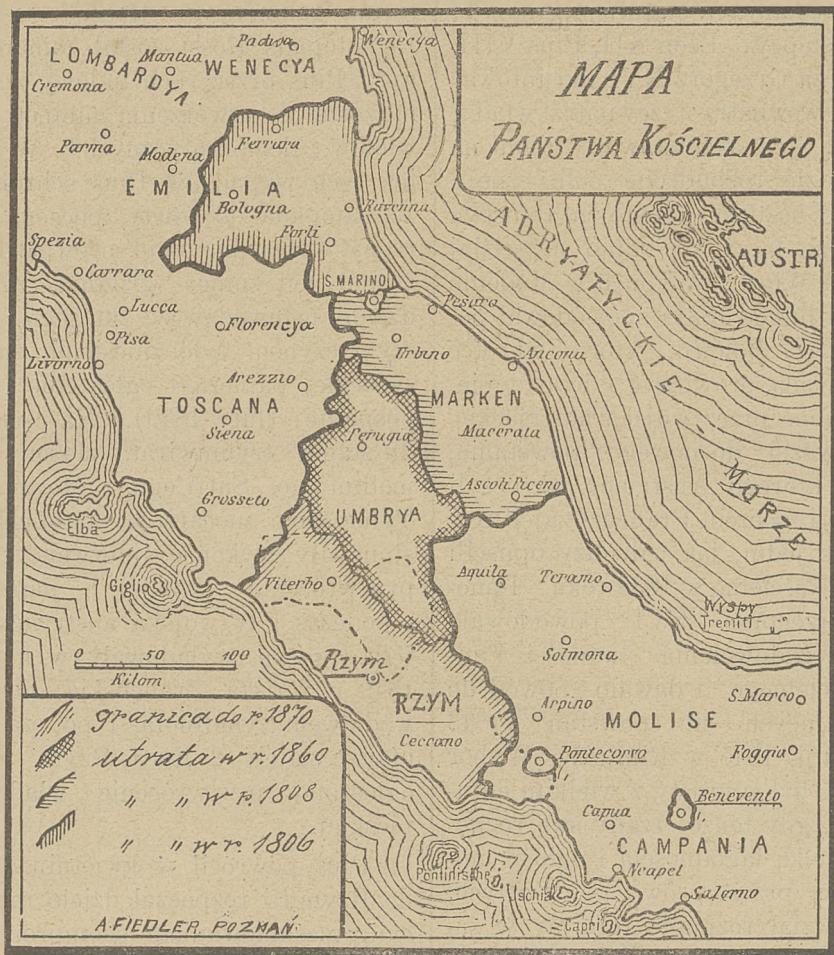 MAPA
PAŃSTWA KOŚCIELNEGO
LOMBARDYA
Mantua
Padwa
Wenecya
WENECYA
Cremona
Parma
Modena
Ferrara
EMILIA
Bologna
Ravenna
Forli
Spezia
Carrara
S. MARINO
ADRYATYCKIE
MORZE
AUSTR.
Lucca
Pesaro
Pisa
Florencya
Urbino
Ancona
Livorno
Arezzio
TOSCANA
MARKEN
Siena
Macerata
Perugia
Ascoli Piceno
Grosseto
UMBRYA
Elba
Giglio
Viterbo
Aquila
Teramo
Wyspy
Tremiti
Solmona
0 50 100
Kilom.
Rzym
RZYM
Ceccano
Arpino
MOLISE
S. Marco
Pontecorvo
Foggia
Benevento
Capua
CAMPANIA
Neapel
Pontinische
Ischia
Salerno
Capri
granica do r. 1870
utrata w r. 1860
„ „ w r. 1808
„ „ w r. 1806
A. FIEDLER POZNAŃ